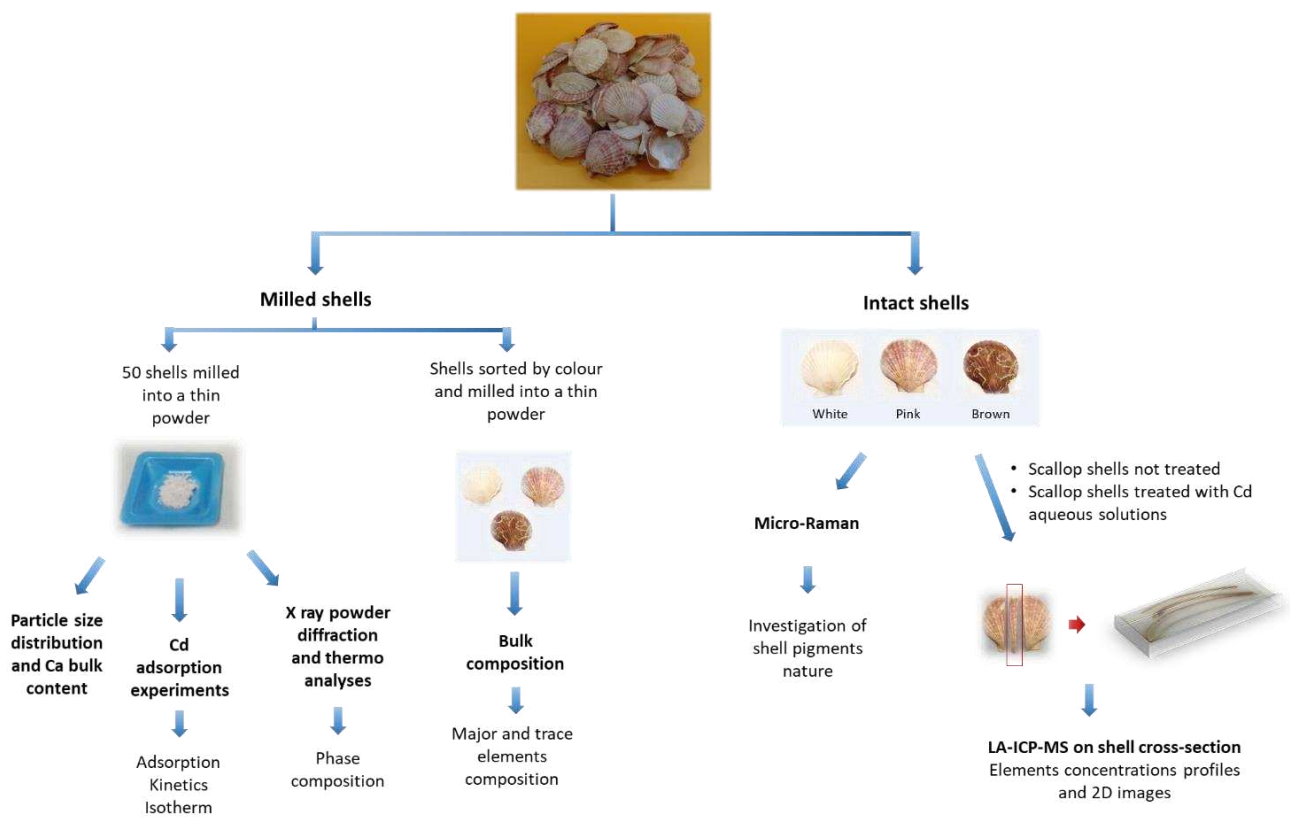 Milled shells
Intact shells
50 shells milled
into a thin
powder
Shells sorted by colour
and milled into a thin
powder
White
Pink
Brown
• Scallop shells not treated
• Scallop shells treated with Cd
aqueous solutions
Micro-Raman
Particle size
distribution
and Ca bulk
content
Cd
adsorption
experiments
X ray powder
diffraction
and thermo
analyses
Bulk
composition
Investigation of
shell pigments
nature
Adsorption
Kinetics
Isotherm
Phase
composition
Major and trace
elements
composition
LA-ICP-MS on shell cross-section
Elements concentrations profiles
and 2D images